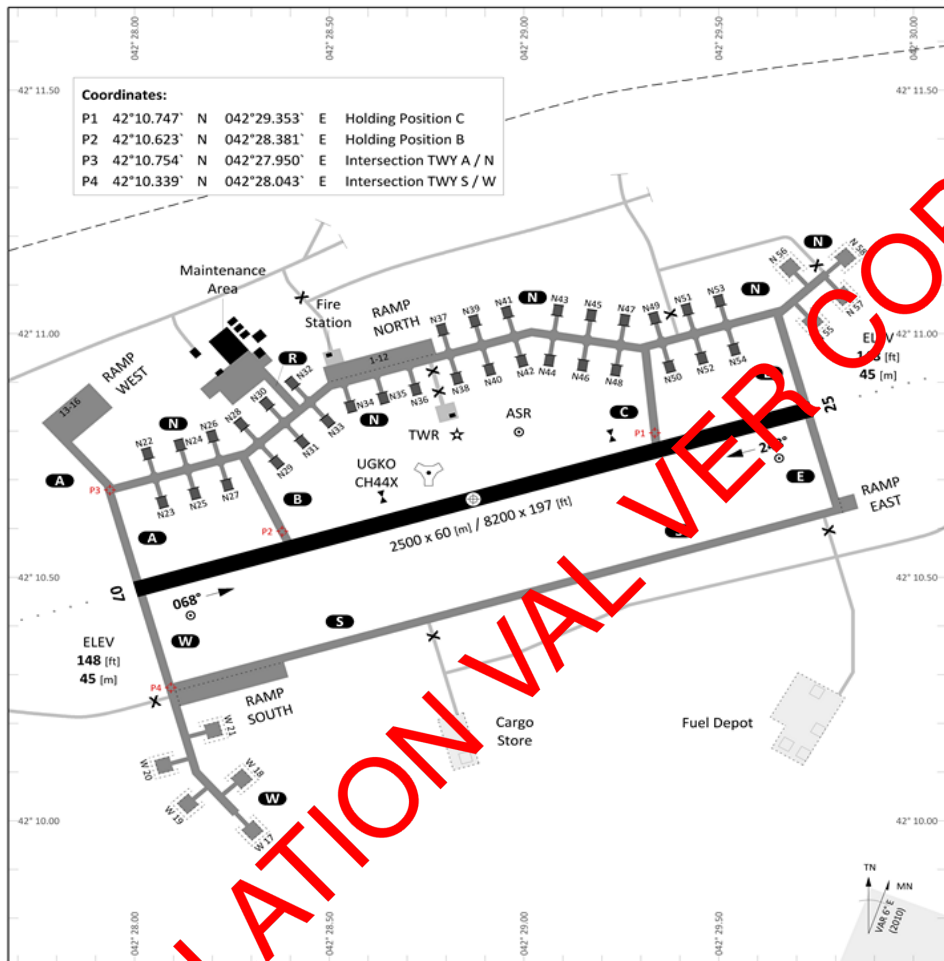 042° 28.00
042° 28.50
042° 29.00
042° 29.50
042° 30.00
42° 11.50
42° 11.50
Coordinates:
P1 42°10.747` N 042°29.353` E Holding Position C
P2 42°10.623` N 042°28.381` E Holding Position B
P3 42°10.754` N 042°27.950` E Intersection TWY A / N
P4 42°10.339` N 042°28.043` E Intersection TWY S / W
Maintenance
Area
Fire
Station
RAMP
NORTH
1-12
RAMP
WEST
13-16
R
N
N
N
N
N
N 56
N 58
N 57
55
N37
N39
N41
N43
N45
N47
N49
N51
N53
N32
N30
N28
N26
N24
N22
N34
N35
N36
N38
N40
N42
N44
N46
N48
N50
N52
N54
N33
N31
N29
N27
N25
N23
42° 11.00
42° 11.00
ELEV
[ft]
45 [m]
TWR
ASR
C
P1
25
UGKO
CH44X
A
P3
B
P2
A
E
RAMP
EAST
2500 x 60 [m] / 8200 x 197 [ft]
42° 10.50
42° 10.50
07
068°
S
W
ELEV
148 [ft]
45 [m]
P4
RAMP
SOUTH
Cargo
Store
Fuel Depot
W 21
W 20
W 18
W 19
W 17
W
42° 10.00
42° 10.00
TN
MN
VAR 6° E
(2010)
042° 28.00
042° 28.50
042° 29.00
042° 29.50
LATION VAL VER COP